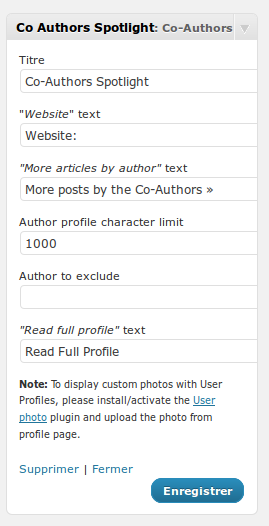 Co Authors Spotlight: Co-Authors
Titre
Co-Authors Spotlight
"Website" text
Website:
"More articles by author" text
More posts by the Co-Authors »
Author profile character limit
1000
Author to exclude
"Read full profile" text
Read Full Profile
Note: To display custom photos with User
Profiles, please install/activate the User
photo plugin and upload the photo from
profile page.
Supprimer | Fermer
Enregistrer